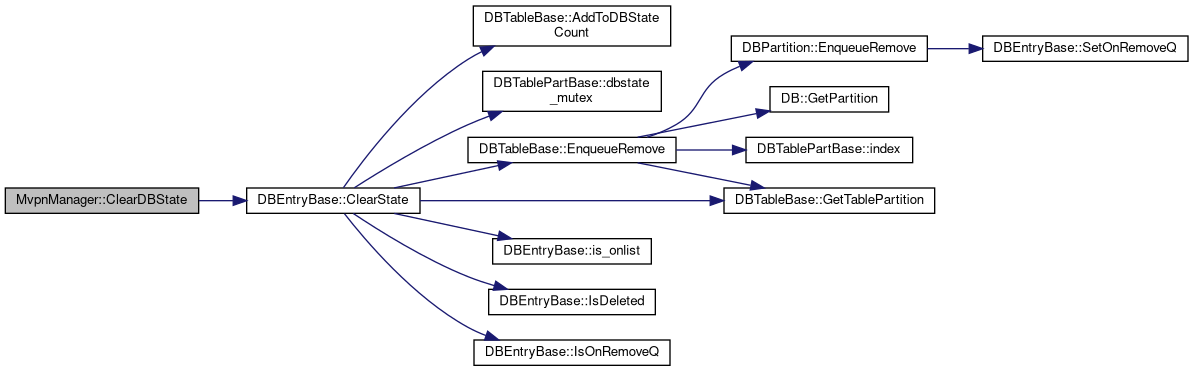 MvpnManager::ClearDBState
DBEntryBase::ClearState
DBTableBase::AddToDBState
Count
DBTablePartBase::dbstate
_mutex
DBTableBase::EnqueueRemove
DBEntryBase::is_onlist
DBEntryBase::IsDeleted
DBEntryBase::IsOnRemoveQ
DBPartition::EnqueueRemove
DB::GetPartition
DBTablePartBase::index
DBTableBase::GetTablePartition
DBEntryBase::SetOnRemoveQ